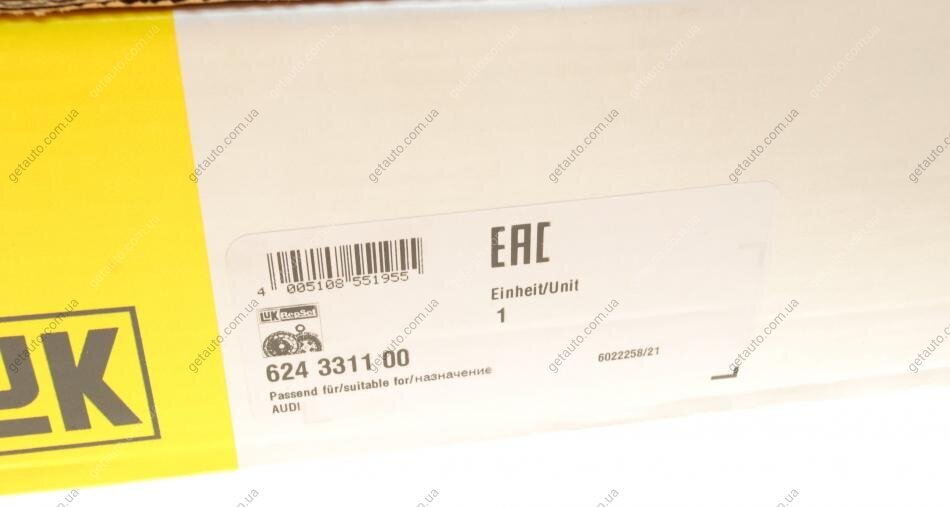 LUK
EAC
4 005108 551955
Einheit/Unit
1
LUK RepSet
624 3311 00
6022258/21
Passend für/suitable for/назначение
AUDI
getauto.com.ua